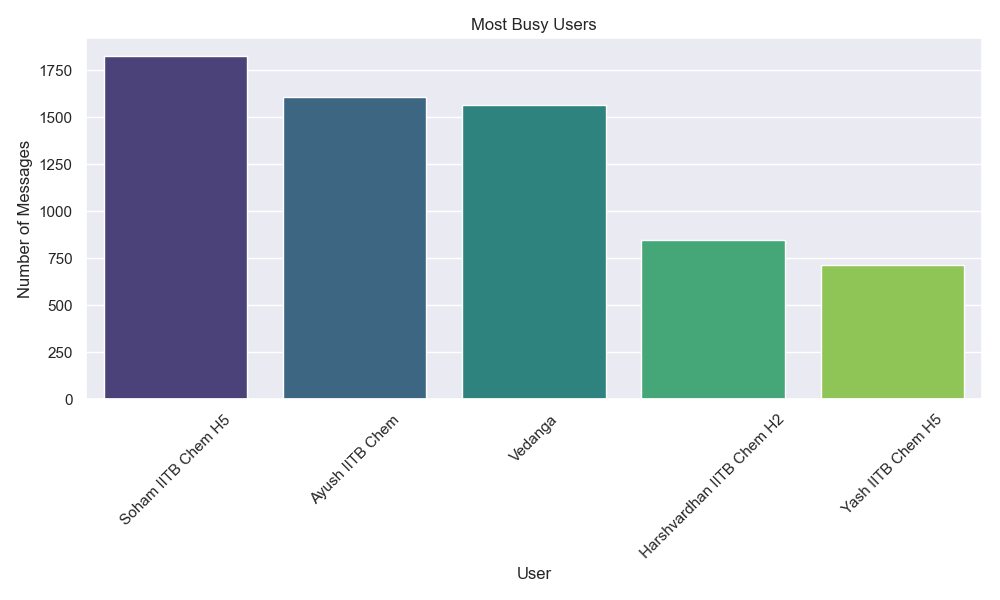 Most Busy Users
Number of Messages
1750
1500
1250
1000
750
500
250
0
Soham IITB Chem H5
Ayush IITB Chem
Vedanga
Harshvardhan IITB Chem H2
Yash IITB Chem H5
User